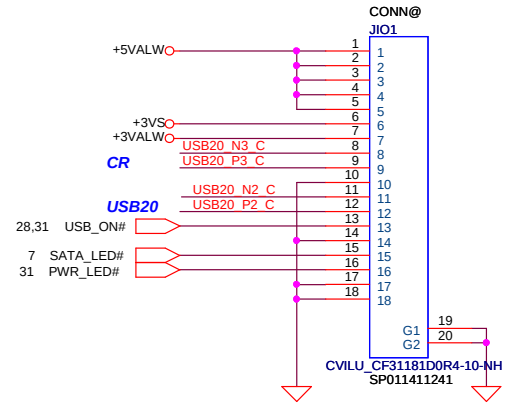 CONN@
JIO1
+5VALW 1 1
2 2
3 3
4 4
5 5
+3VS 6 6
+3VALW 7 7
USB20_N3_C 8 8
CR USB20_P3_C 9 9
10 10
USB20_N2_C 11 11
USB20 USB20_P2_C 12 12
28,31 USB_ON# 13 13
14 14
7 SATA_LED# 15 15
31 PWR_LED# 16 16
17 17
18 18
G1 19
G2 20
CVILU_CF31181D0R4-10-NH
SP011411241